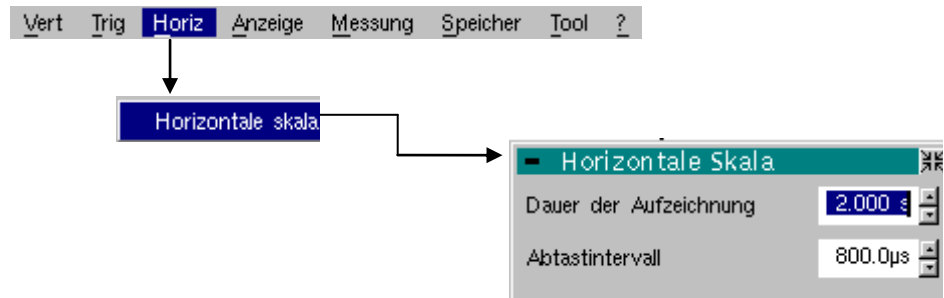 Vert Trig Horiz Anzeige Messung Speicher Tool ?
Horizontale skala
Horizontale Skala
Dauer der Aufzeichnung 2.000 s
Abtastintervall 800.0µs